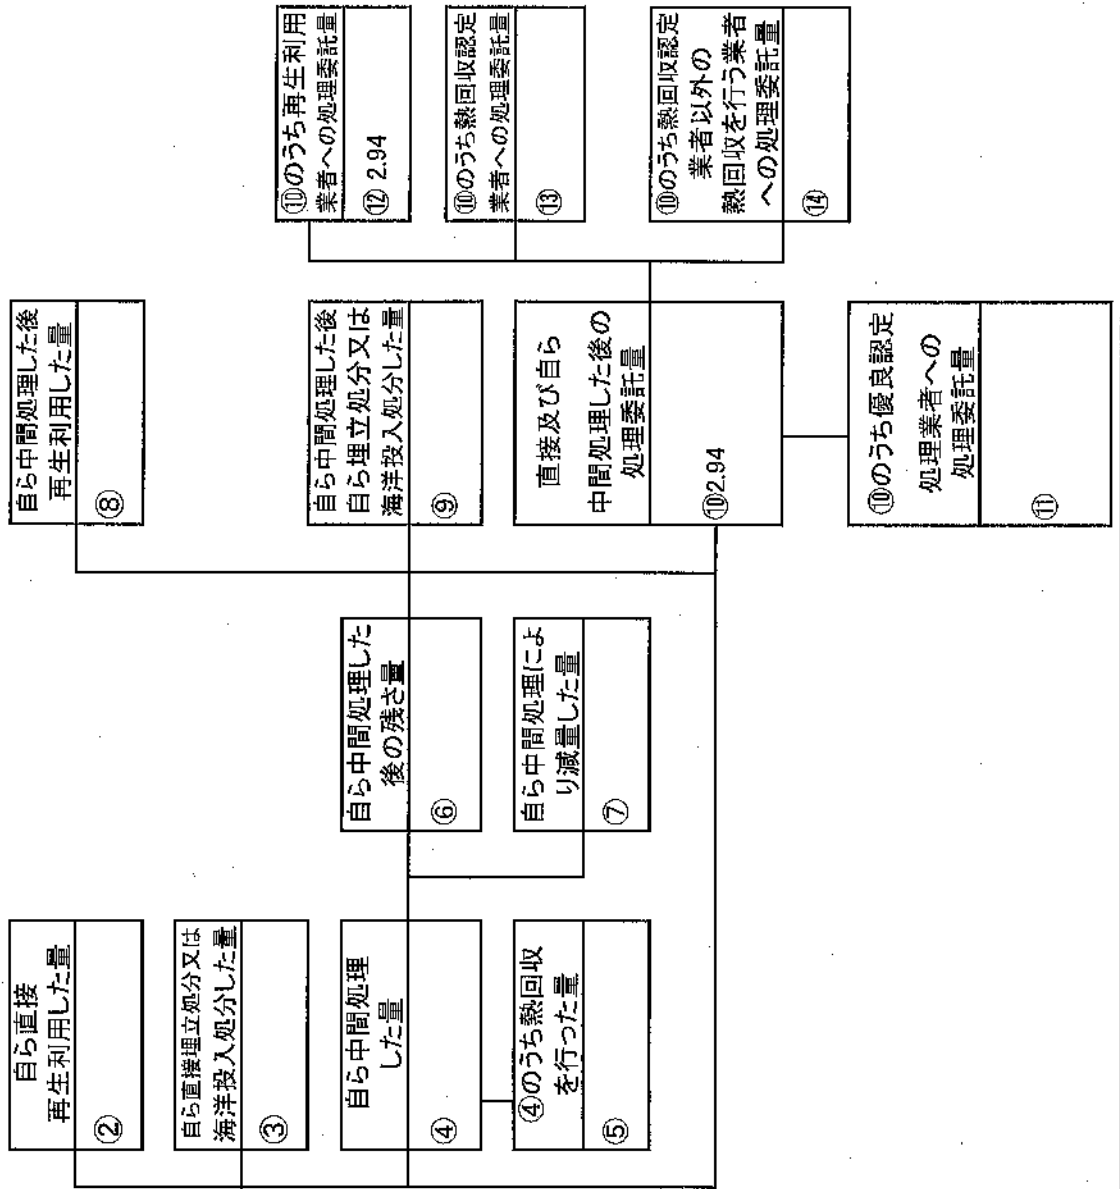 自ら直接
再生利用した量
②
自ら直接埋立処分又は
海洋投入処分した量
③
自ら中間処理
した量
④
④のうち熱回収
を行った量
⑤
自ら中間処理した
後の残さ量
⑥
自ら中間処理によ
り減量した量
⑦
自ら中間処理した後
再生利用した量
⑧
自ら中間処理した後
自ら埋立処分又は
海洋投入処分した量
⑨
直接及び自ら
中間処理した後の
処理委託量
⑩2.94
⑩のうち優良認定
処理業者への
処理委託量
⑪
⑩のうち再生利用
業者への処理委託量
⑫ 2.94
⑩のうち熱回収認定
業者への処理委託量
⑬
⑩のうち熱回収認定
業者以外の
熱回収を行う業者
への処理委託量
⑭